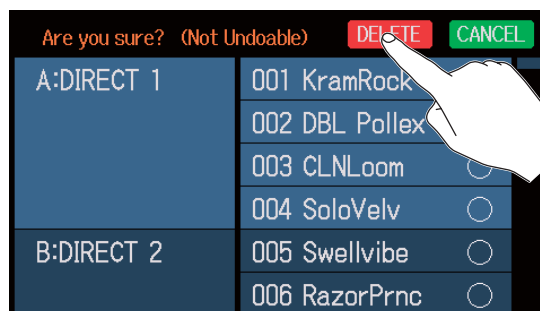 Are you sure? (Not Undoable) DELETE CANCEL
A:DIRECT 1
001 KramRock
002 DBL Pollex
003 CLNLoom
004 SoloVelv
B:DIRECT 2
005 Swellvibe
006 RazorPrnc